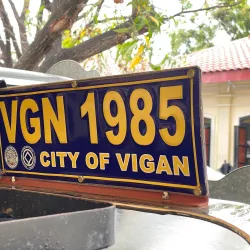 VGN 1985
CITY OF VIGAN